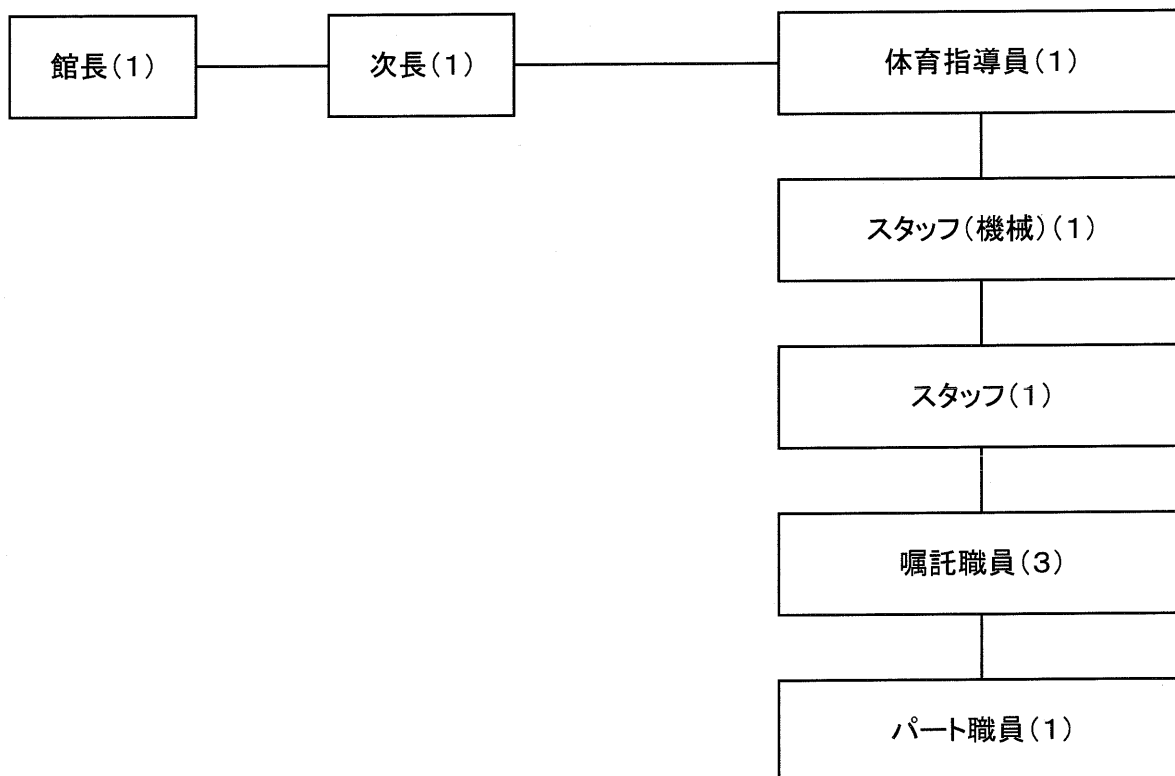 館長(1)
次長(1)
体育指導員(1)
スタッフ(機械)(1)
スタッフ(1)
嘱託職員(3)
パート職員(1)